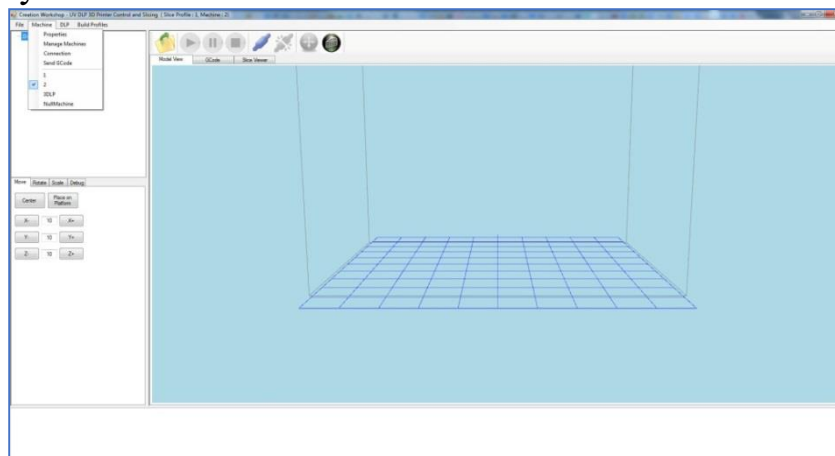 Creation Workshop - UV DLP 3D Printer Control and Slicing ( Slice Profile : 1, Machine : 2)
File Machine DLP Build Profiles
Properties
Manage Machines
Connection
Send GCode
1
2
3DLP
NullMachine
Model View GCode Slice Viewer
Move Rotate Scale Debug
Center Place on
Platform
X- 10 X+
Y- 10 Y+
Z- 10 Z+